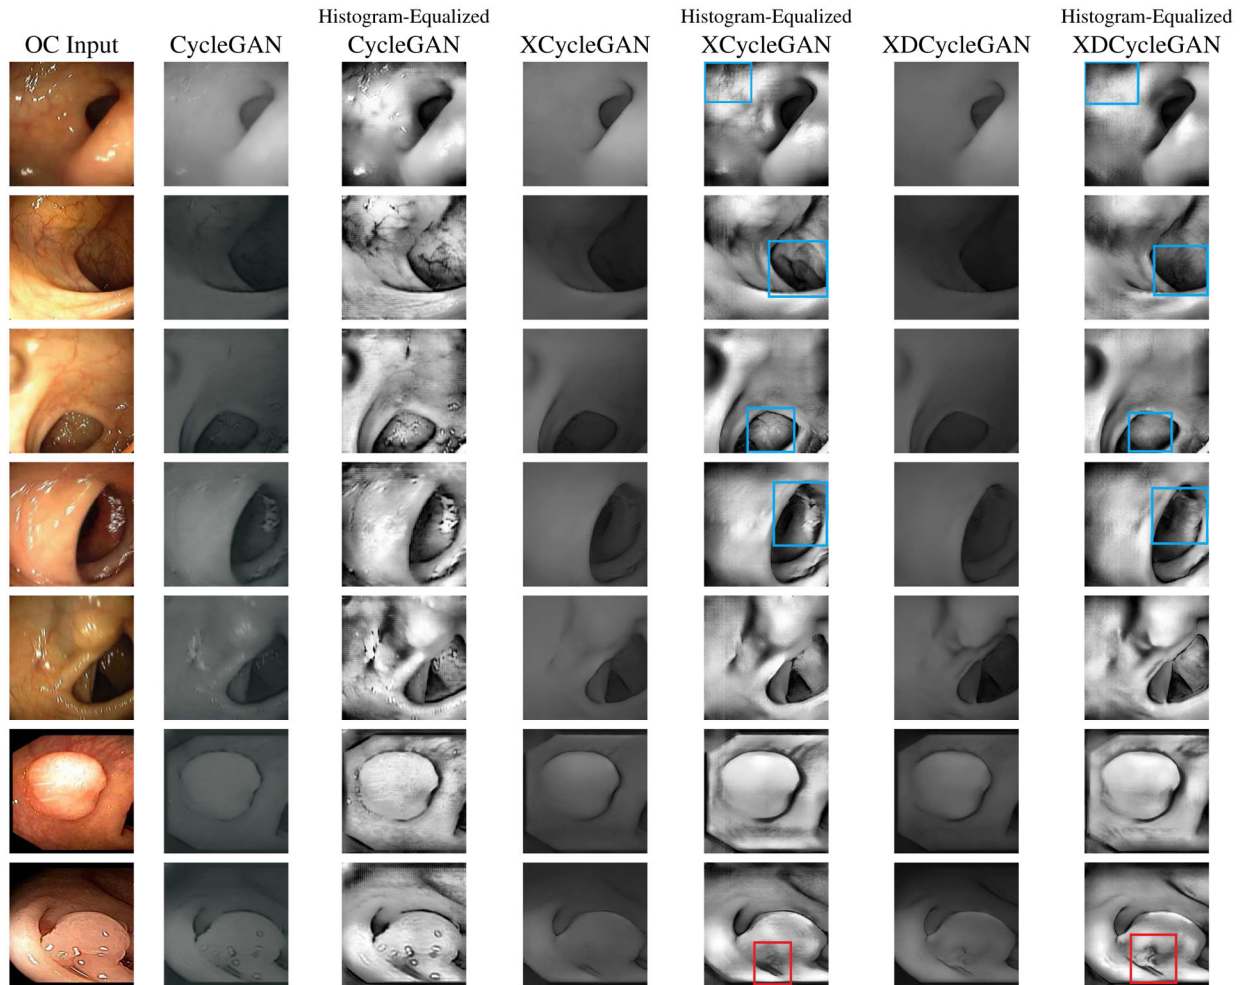 Histogram-Equalized Histogram-Equalized Histogram-Equalized
OC Input CycleGAN CycleGAN XCycleGAN XCycleGAN XDCycleGAN XDCycleGAN